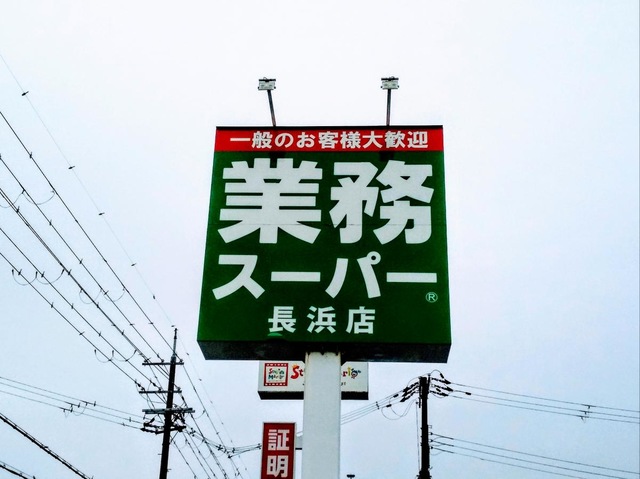 一般のお客様大歓迎
業務
スーパー
®
長浜店
証明